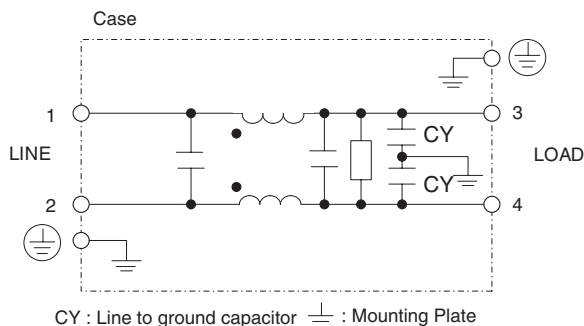 Case
1
3
CY
LINE
LOAD
CY
2
4
CY : Line to ground capacitor : Mounting Plate